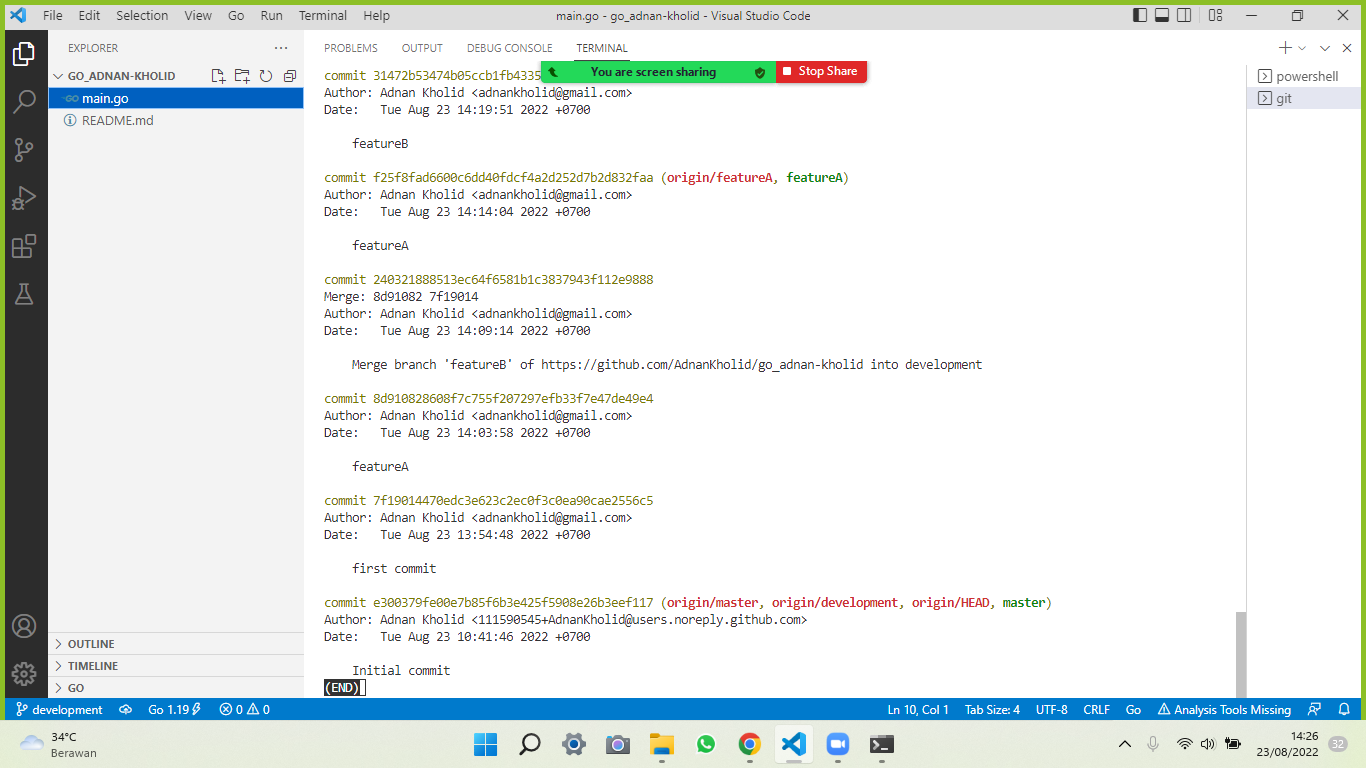 File Edit Selection View Go Run Terminal Help main.go - go_adnan-kholid - Visual Studio Code
EXPLORER
GO_ADNAN-KHOLID
main.go
README.md
OUTLINE
TIMELINE
GO
PROBLEMS OUTPUT DEBUG CONSOLE TERMINAL
You are screen sharing Stop Share
commit 31472b53474b05ccb1fb4335
Author: Adnan Kholid <adnankholid@gmail.com>
Date: Tue Aug 23 14:19:51 2022 +0700
featureB
commit f25f8fad6600c6dd40fdcf4a2d252d7b2d832faa (origin/featureA, featureA)
Author: Adnan Kholid <adnankholid@gmail.com>
Date: Tue Aug 23 14:14:04 2022 +0700
featureA
commit 240321888513ec64f6581b1c3837943f112e9888
Merge: 8d91082 7f19014
Author: Adnan Kholid <adnankholid@gmail.com>
Date: Tue Aug 23 14:09:14 2022 +0700
Merge branch 'featureB' of https://github.com/AdnanKholid/go_adnan-kholid into development
commit 8d910828608f7c755f207297efb33f7e47de49e4
Author: Adnan Kholid <adnankholid@gmail.com>
Date: Tue Aug 23 14:03:58 2022 +0700
featureA
commit 7f19014470edc3e623c2ec0f3c0ea90cae2556c5
Author: Adnan Kholid <adnankholid@gmail.com>
Date: Tue Aug 23 13:54:48 2022 +0700
first commit
commit e300379fe00e7b85f6b3e425f5908e26b3eef117 (origin/master, origin/development, origin/HEAD, master)
Author: Adnan Kholid <111590545+AdnanKholid@users.noreply.github.com>
Date: Tue Aug 23 10:41:46 2022 +0700
Initial commit
(END)
powershell
git
development Go 1.19 0 0 Ln 10, Col 1 Tab Size: 4 UTF-8 CRLF Go Analysis Tools Missing
34°C
Berawan
14:26
23/08/2022
32